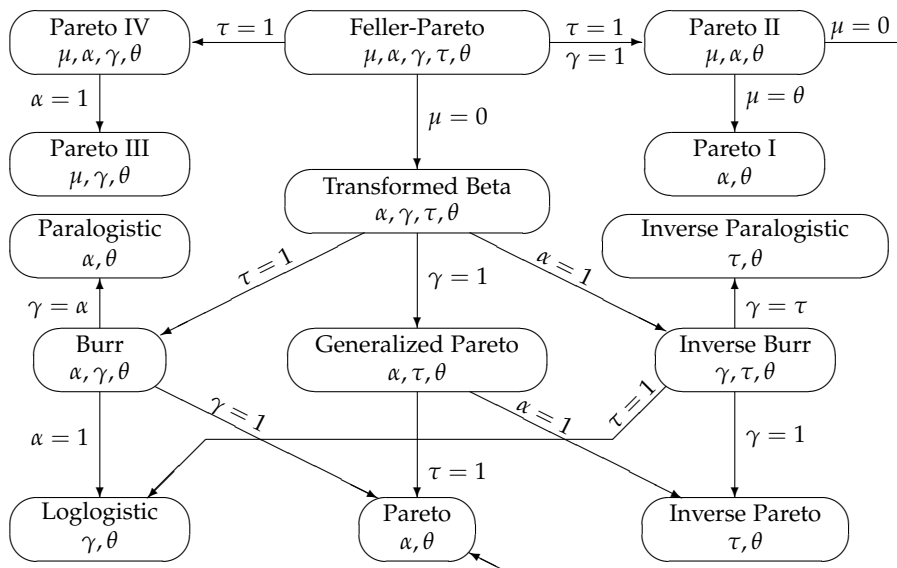 Pareto IV
μ, α, γ, θ
τ = 1
Feller-Pareto
μ, α, γ, τ, θ
τ = 1
γ = 1
Pareto II
μ, α, θ
μ = 0
α = 1
μ = 0
μ = θ
Pareto III
μ, γ, θ
Pareto I
α, θ
Transformed Beta
α, γ, τ, θ
Paralogistic
α, θ
Inverse Paralogistic
τ, θ
τ = 1
γ = 1
α = 1
γ = α
γ = τ
Burr
α, γ, θ
Generalized Pareto
α, τ, θ
Inverse Burr
γ, τ, θ
α = 1
γ = 1
τ = 1
α = 1
τ = 1
γ = 1
Loglogistic
γ, θ
Pareto
α, θ
Inverse Pareto
τ, θ